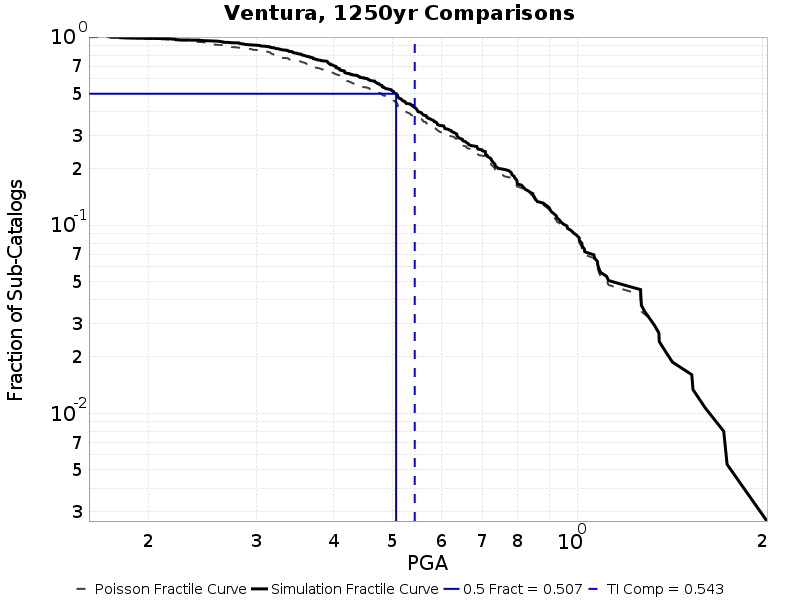 Ventura, 1250yr Comparisons
10^0
7
5
3
2
10^-1
7
5
3
2
10^-2
7
5
3
Fraction of Sub-Catalogs
2 3 4 5 6 7 8 10^0 2
PGA
Poisson Fractile Curve Simulation Fractile Curve 0.5 Fract = 0.507 TI Comp = 0.543